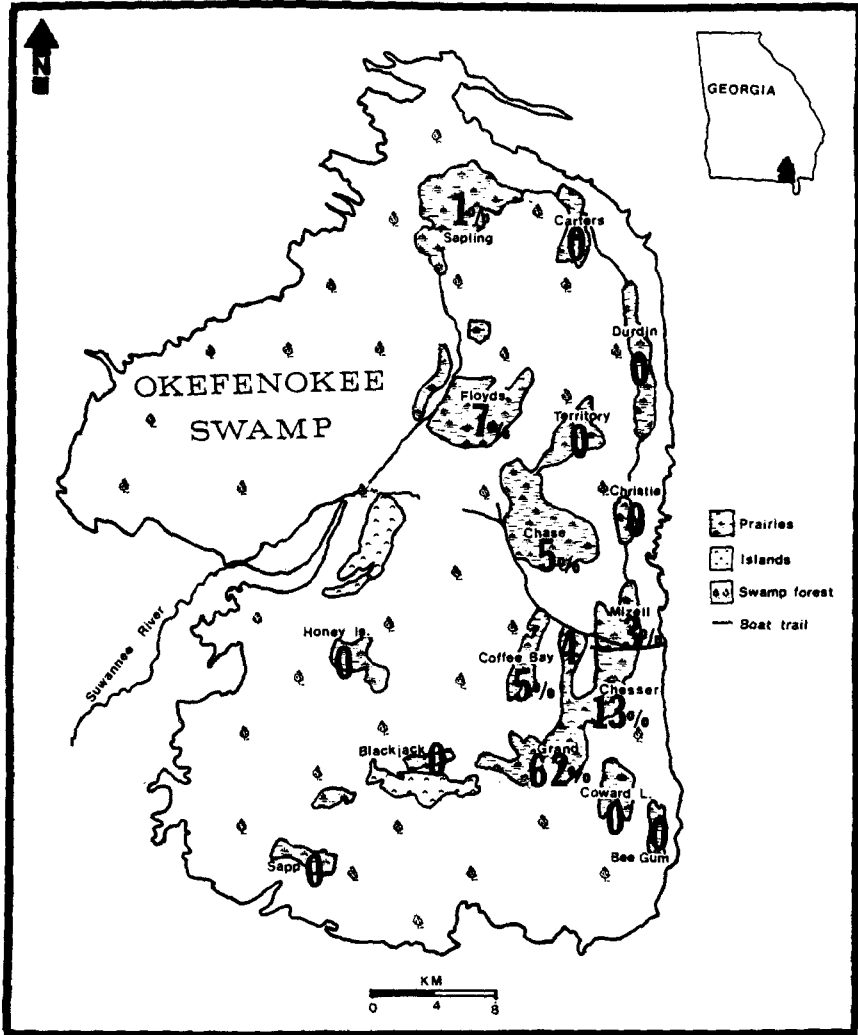 N
GEORGIA
1%
Sapling
Carters
0
Durdin
0
OKEFENOKEE
SWAMP
Floyds
7%
Territory
0
Christie
0
Chase
5%
Prairies
Islands
Swamp forest
Boat trail
Suwannee River
Honey Is.
0
Mizell
%
Coffee Bay
5%
4
Chesser
13%
Blackjack
0
Grand
62%
Coward L.
0
Bee Gum
0
Sapp
0
KM
0 4 8